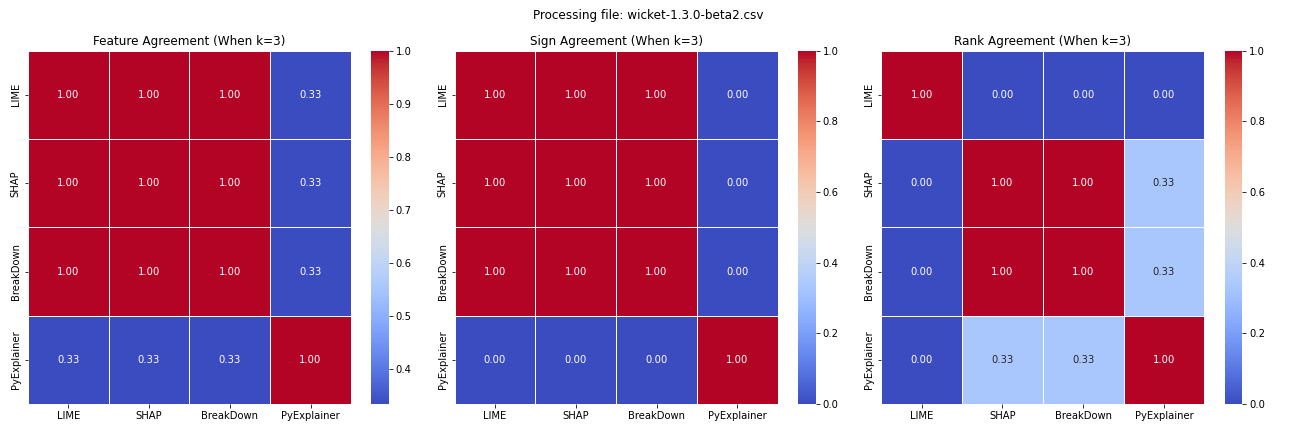 Processing file: wicket-1.3.0-beta2.csv
Feature Agreement (When k=3)
LIME
1.00 1.00 1.00 0.33
SHAP
1.00 1.00 1.00 0.33
BreakDown
1.00 1.00 1.00 0.33
PyExplainer
0.33 0.33 0.33 1.00
LIME SHAP BreakDown PyExplainer
1.0
0.9
0.8
0.7
0.6
0.5
0.4
Sign Agreement (When k=3)
LIME
1.00 1.00 1.00 0.00
SHAP
1.00 1.00 1.00 0.00
BreakDown
1.00 1.00 1.00 0.00
PyExplainer
0.00 0.00 0.00 1.00
LIME SHAP BreakDown PyExplainer
1.0
0.8
0.6
0.4
0.2
0.0
Rank Agreement (When k=3)
LIME
1.00 0.00 0.00 0.00
SHAP
0.00 1.00 1.00 0.33
BreakDown
0.00 1.00 1.00 0.33
PyExplainer
0.00 0.33 0.33 1.00
LIME SHAP BreakDown PyExplainer
1.0
0.8
0.6
0.4
0.2
0.0